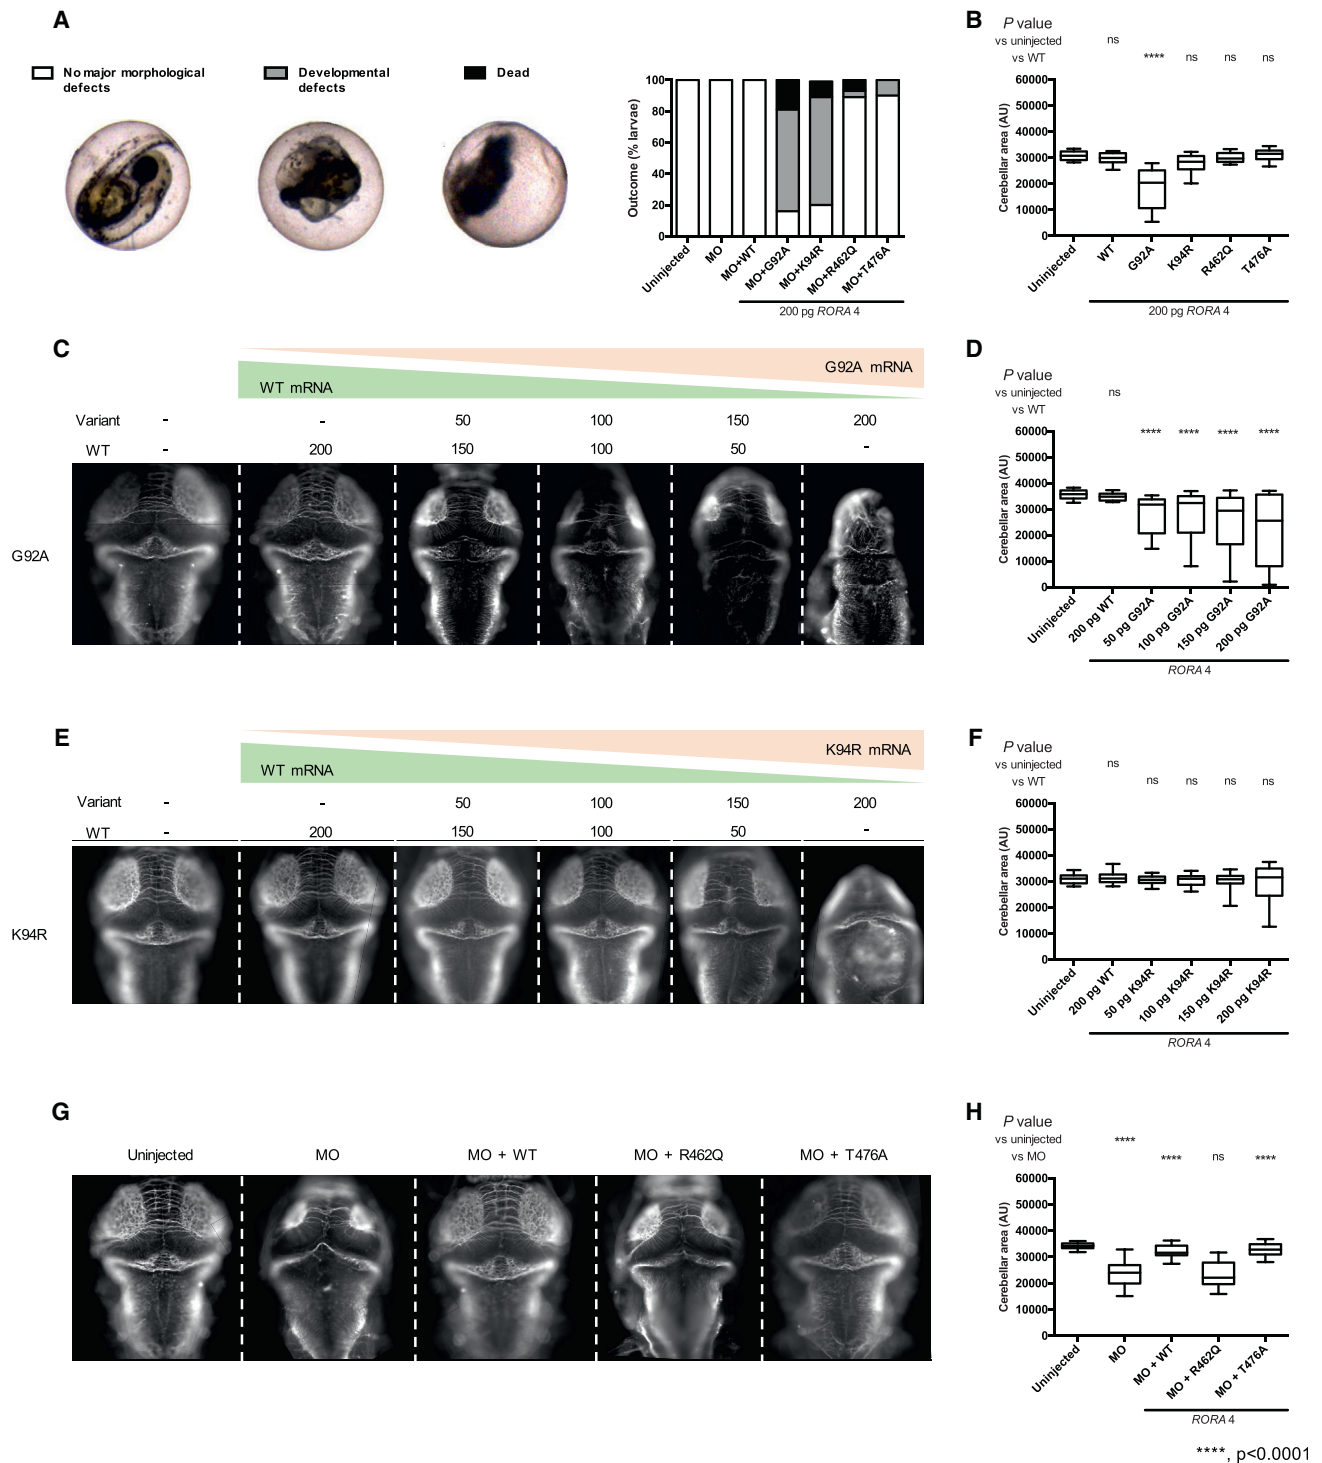 A
No major morphological
defects
Developmental
defects
Dead
Outcome (% larvae)
100
80
60
40
20
0
Uninjected
MO
MO+WT
MO+G92A
MO+K94R
MO+R462Q
MO+T476A
200 pg RORA 4
B
P value
vs uninjected
ns
vs WT
**** ns ns ns
Cerebellar area (AU)
60000
50000
40000
30000
20000
10000
0
Uninjected
WT
G92A
K94R
R462Q
T476A
200 pg RORA 4
C
G92A mRNA
WT mRNA
Variant - - 50 100 150 200
WT - 200 150 100 50 -
G92A
D
P value
vs uninjected
ns
vs WT
**** **** **** ****
Cerebellar area (AU)
60000
50000
40000
30000
20000
10000
0
Uninjected
200 pg WT
50 pg G92A
100 pg G92A
150 pg G92A
200 pg G92A
RORA 4
E
K94R mRNA
WT mRNA
Variant - - 50 100 150 200
WT - 200 150 100 50 -
K94R
F
P value
vs uninjected
ns
vs WT
ns ns ns ns
Cerebellar area (AU)
60000
50000
40000
30000
20000
10000
0
Uninjected
200 pg WT
50 pg K94R
100 pg K94R
150 pg K94R
200 pg K94R
RORA 4
G
Uninjected MO MO + WT MO + R462Q MO + T476A
H
P value
vs uninjected
****
vs MO
**** ns ****
Cerebellar area (AU)
60000
50000
40000
30000
20000
10000
0
Uninjected
MO
MO + WT
MO + R462Q
MO + T476A
RORA 4
****, p<0.0001